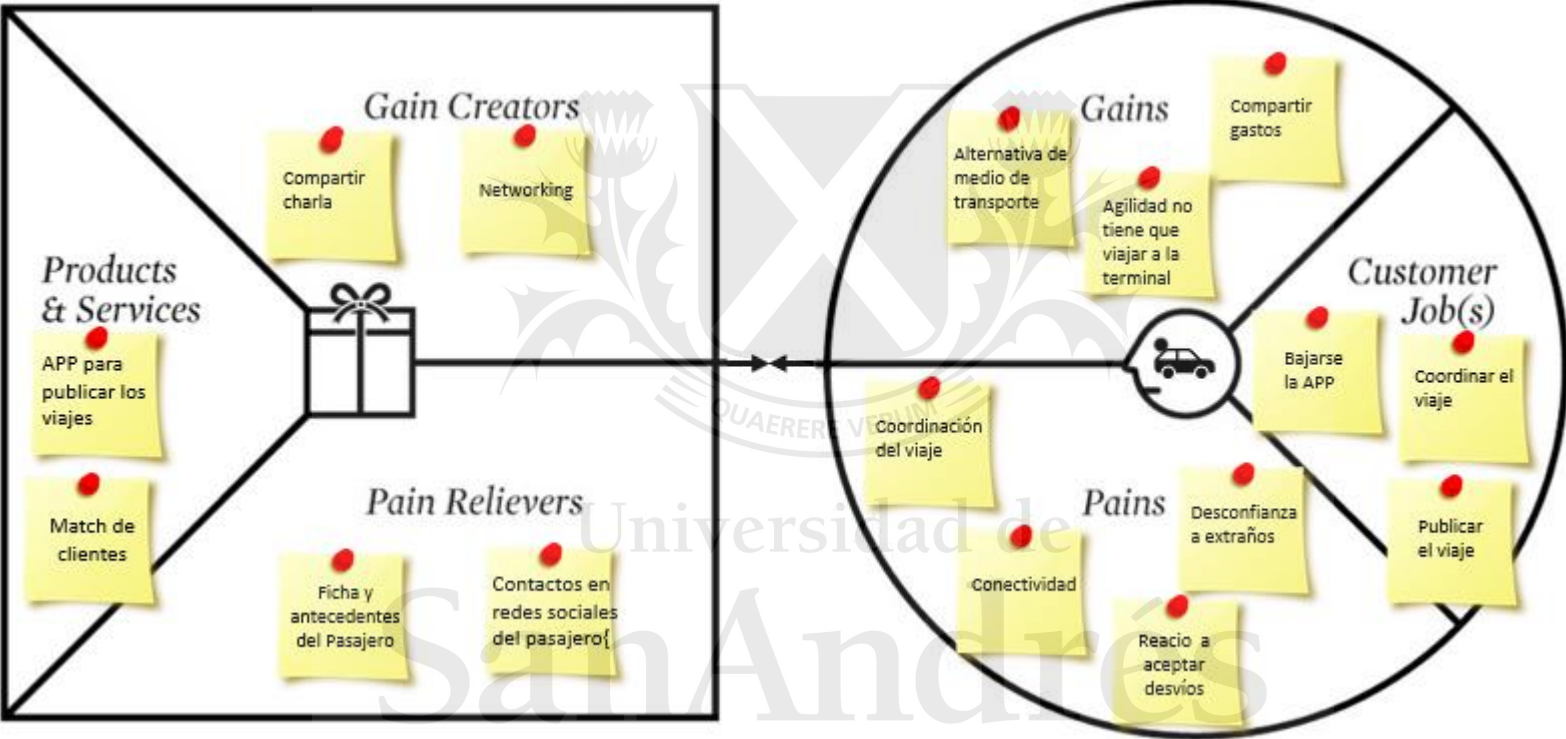 Gain Creators
Compartir
charla
Networking
Products
& Services
APP para
publicar los
viajes
Match de
clientes
Pain Relievers
Ficha y
antecedentes
del Pasajero
Contactos en
redes sociales
del pasajero{
Gains
Alternativa de
medio de
transporte
Agilidad no
tiene que
viajar a la
terminal
Compartir
gastos
Customer
Job(s)
Bajarse
la APP
Coordinar el
viaje
Publicar
el viaje
Pains
Coordinación
del viaje
Conectividad
Desconfianza
a extraños
Reacio a
aceptar
desvíos
QUAERERE VERUM
Universidad de
SanAndrés